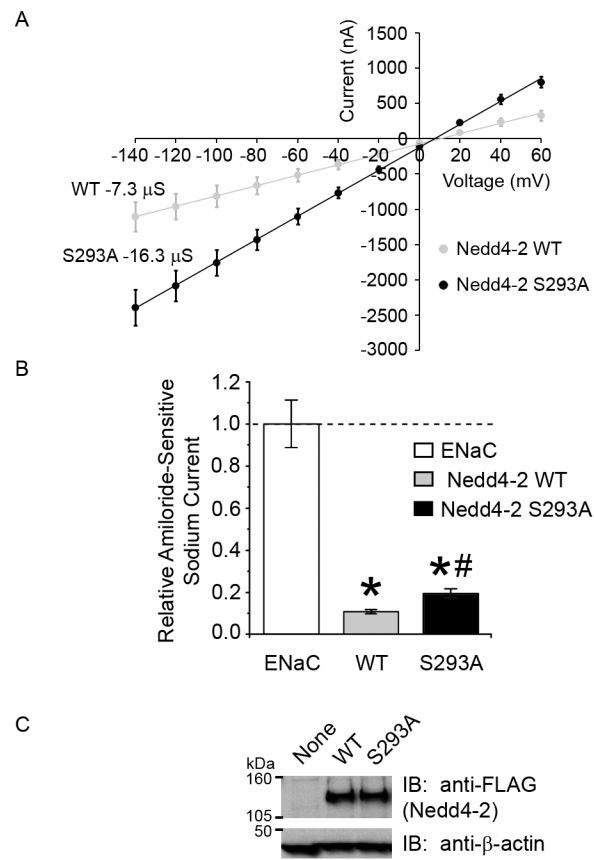 A
Current (nA)
1500
1000
500
0
-140 -120 -100 -80 -60 -40 -20 0 20 40 60
-500
Voltage (mV)
WT -7.3 µS
-1000
S293A -16.3 µS
-1500
Nedd4-2 WT
-2000
Nedd4-2 S293A
-2500
-3000
B
Relative Amiloride-Sensitive
Sodium Current
1.2
1.0
0.8
0.6
0.4
0.2
0.0
ENaC
Nedd4-2 WT
Nedd4-2 S293A
*
*#
ENaC WT S293A
C
None WT S293A
kDa
160
105
IB: anti-FLAG
(Nedd4-2)
50
IB: anti-β-actin